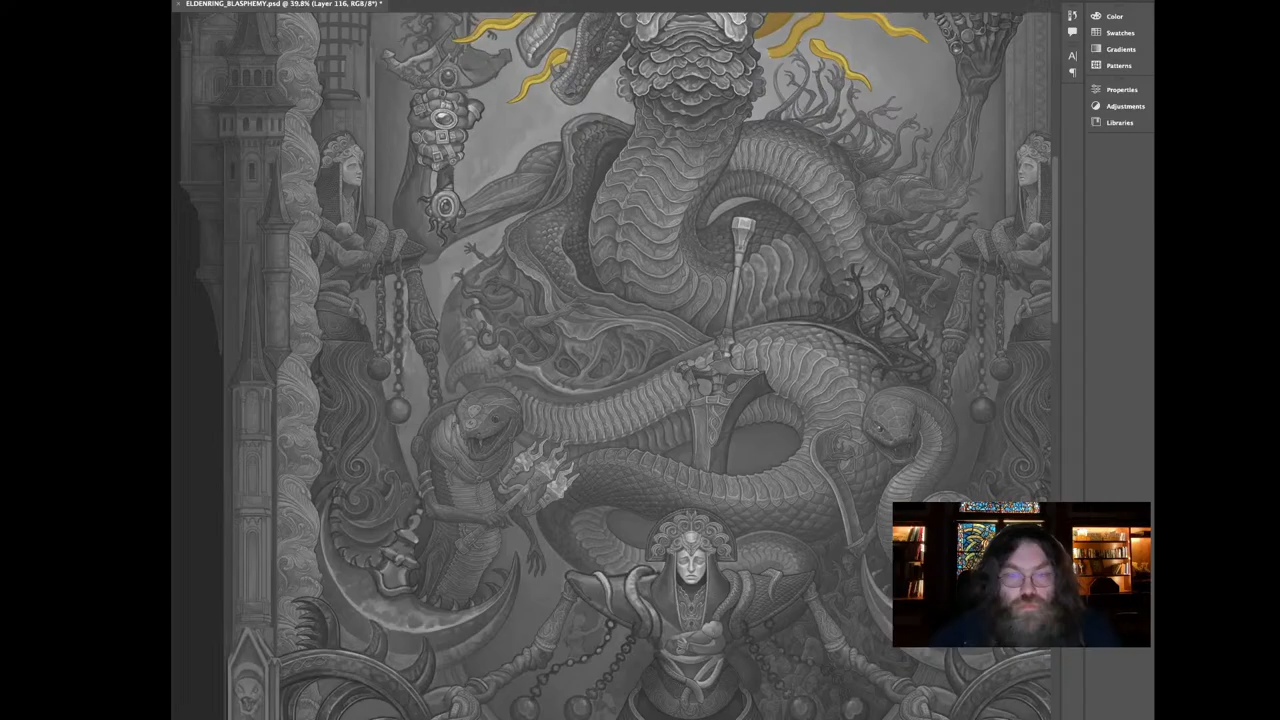 ELDENRING_BLASPHEMY.psd @ 39.8% (Layer 116, RGB/8*) *
Color
Swatches
Gradients
Patterns
Properties
Adjustments
Libraries